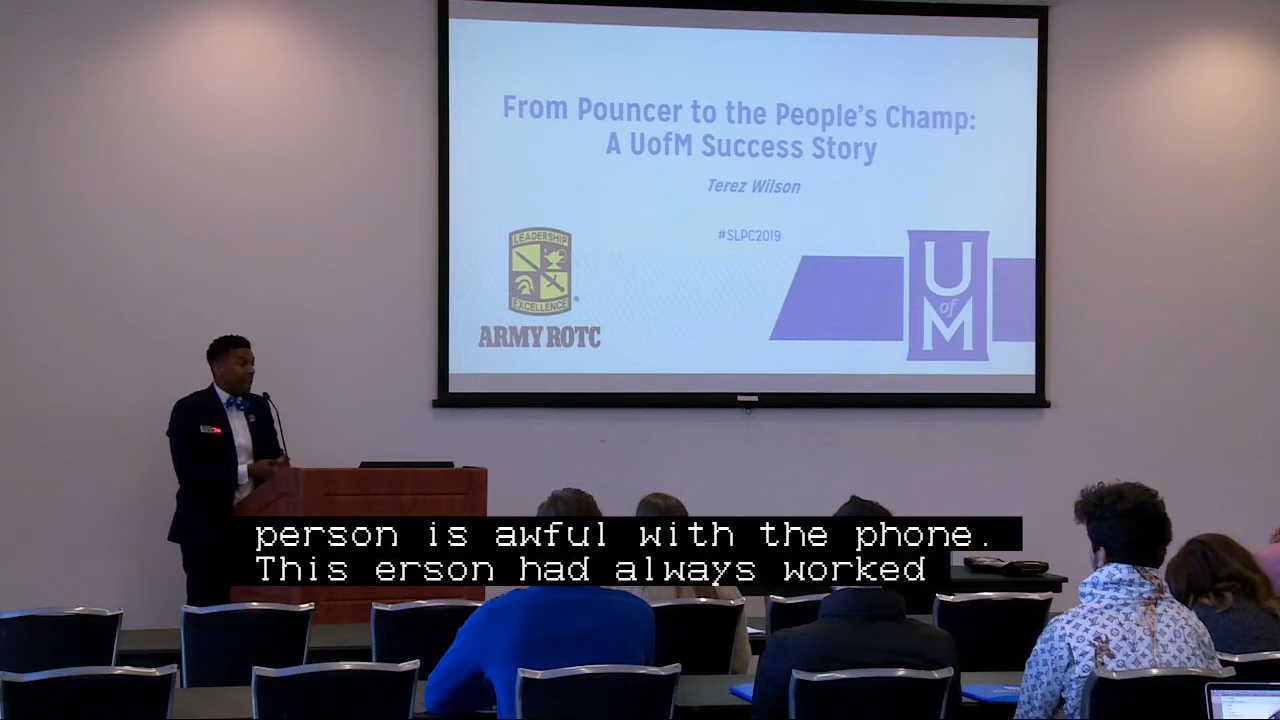 From Pouncer to the People's Champ:
A UofM Success Story
Terez Wilson
#SLPC2019
LEADERSHIP
EXCELLENCE
ARMY ROTC
U
of
M
person is awful with the phone.
This erson had always worked